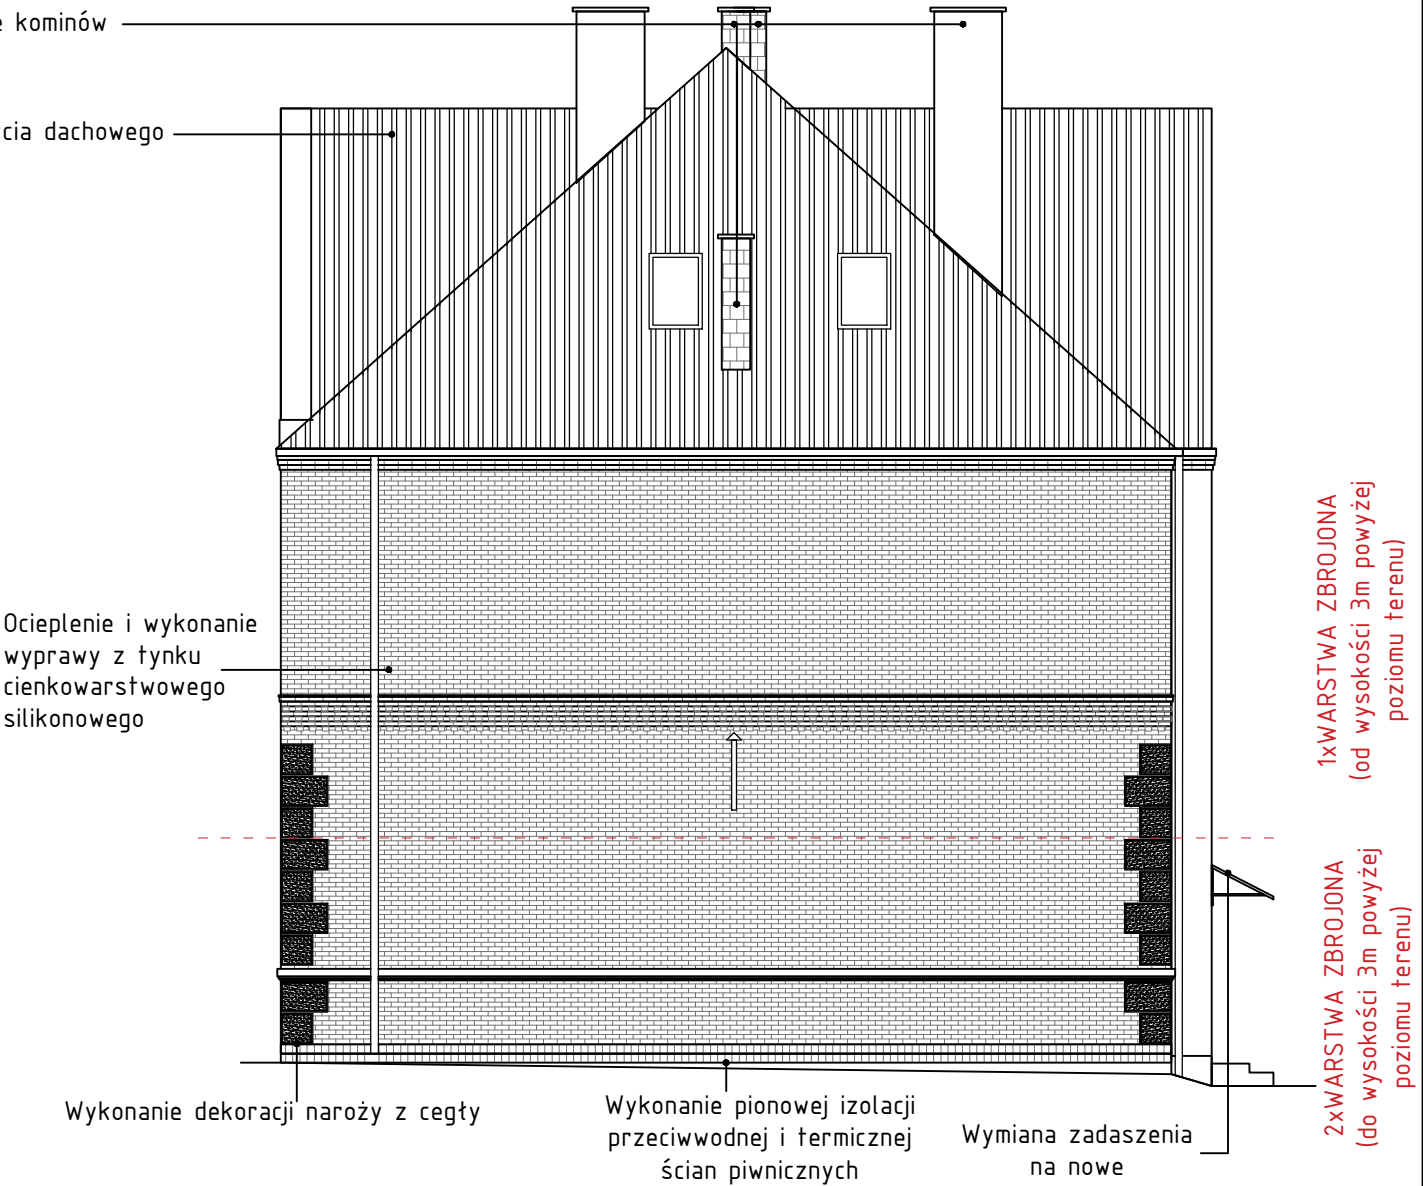 kominów
dachowego
Ocieplenie i wykonanie
wyprawy z tynku
cienkowarstwowego
silikonowego
1xWARSTWA ZBROJONA
(od wysokości 3m powyżej
poziomu terenu)
2xWARSTWA ZBROJONA
(do wysokości 3m powyżej
poziomu terenu)
Wykonanie dekoracji naroży z cegły
Wykonanie pionowej izolacji
przeciwwodnej i termicznej
ścian piwnicznych
Wymiana zadaszenia
na nowe